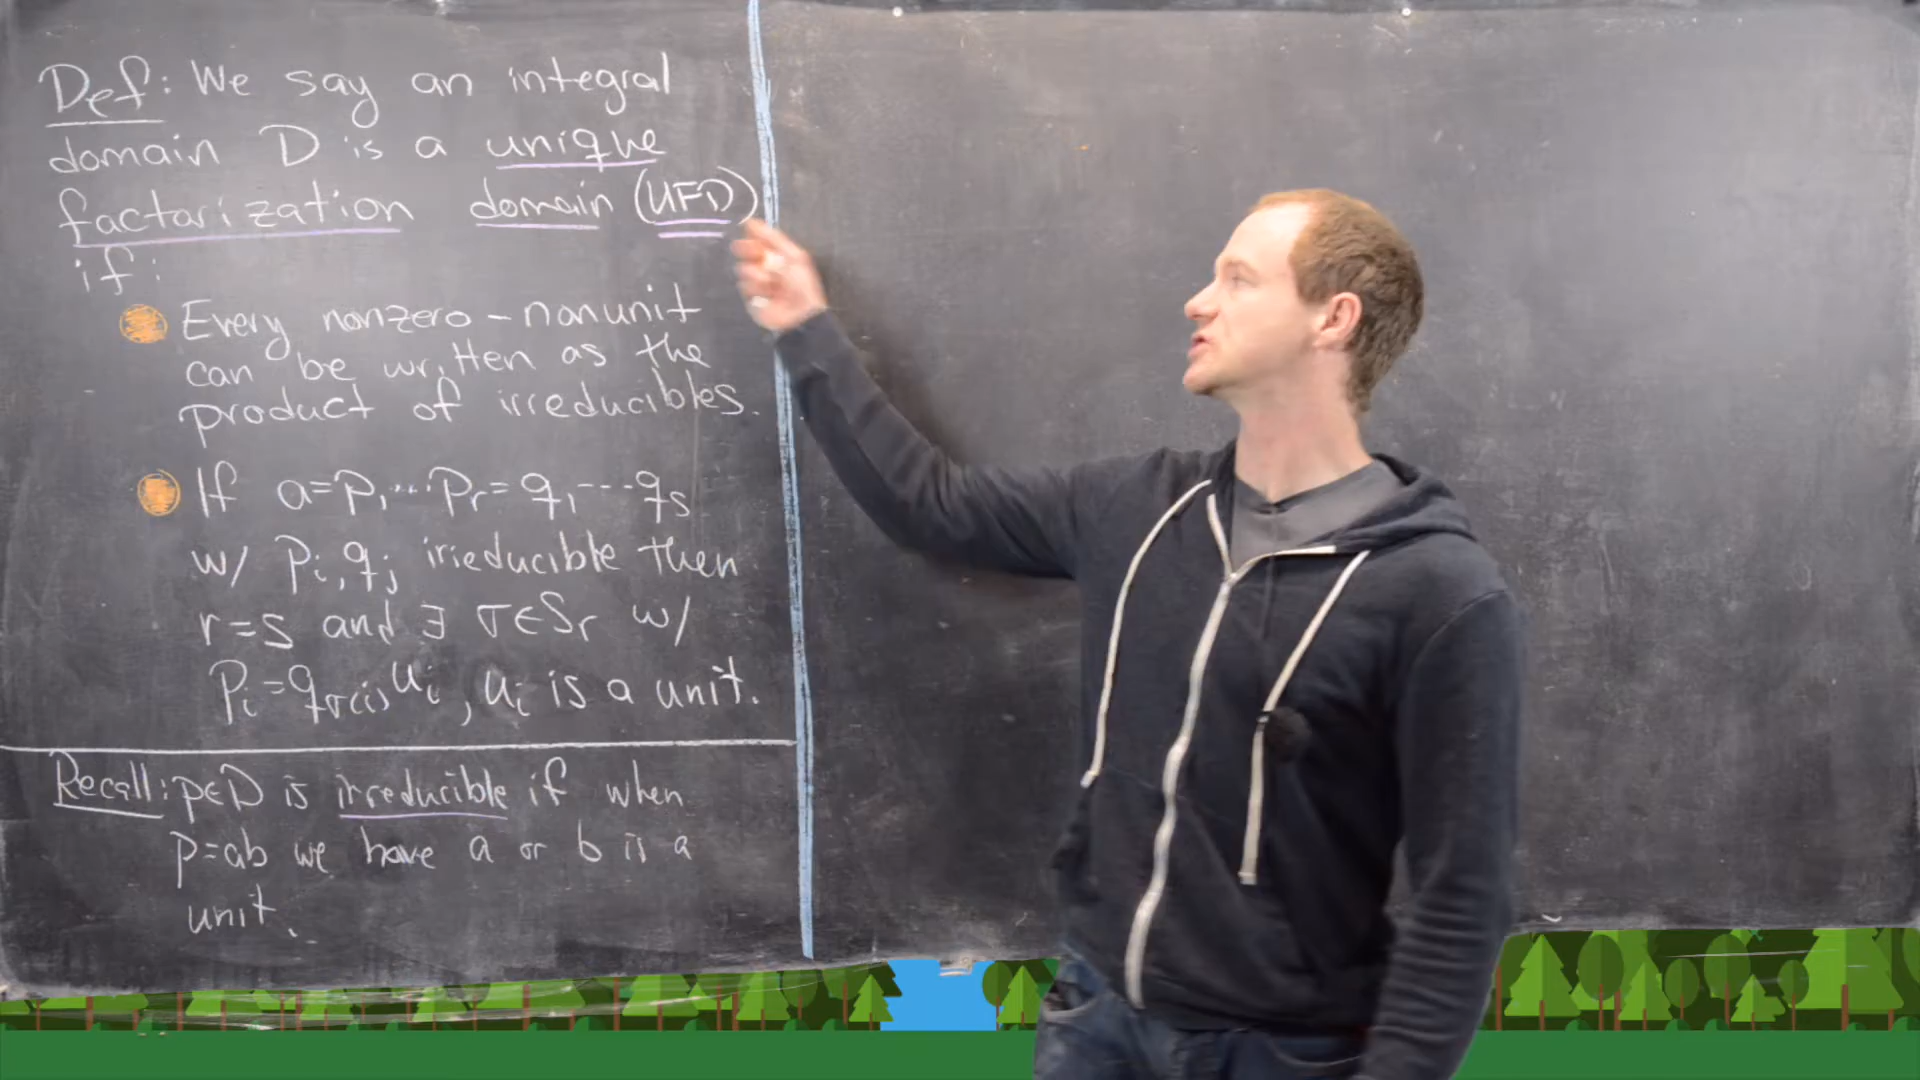 Def: We say an integral
domain D is a unique
factorization domain (UFD)
if:
Every nonzero-nonunit
can be written as the
product of irreducibles.
If a=p₁...pᵣ=q₁---qₛ
w/ pᵢ,qⱼ irreducible then
r=s and ∃ σ∈Sᵣ w/
pᵢ=q_σ(i)uᵢ, uᵢ is a unit.
Recall: p∈D is irreducible if when
p=ab we have a or b is a
unit.